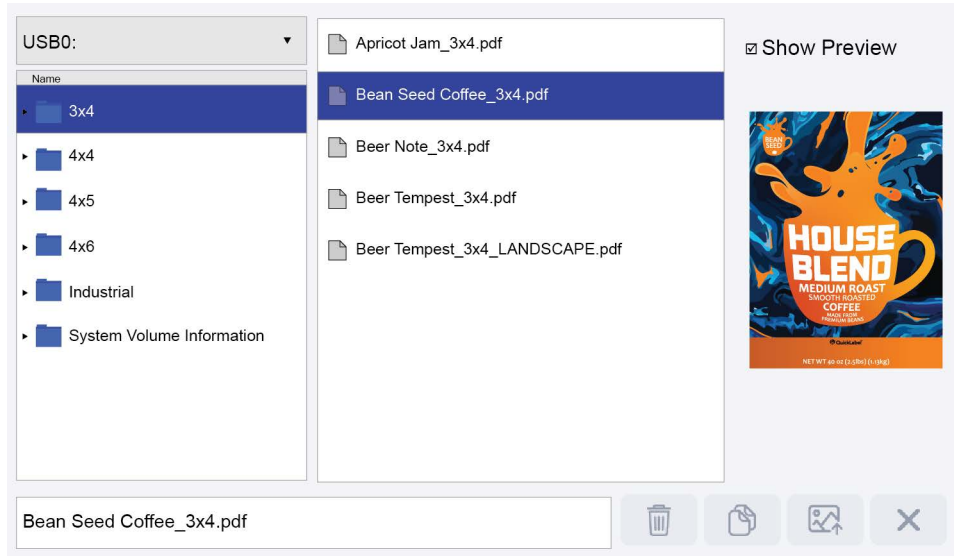 USB0:
Name
3x4
4x4
4x5
4x6
Industrial
System Volume Information
Apricot Jam_3x4.pdf
Bean Seed Coffee_3x4.pdf
Beer Note_3x4.pdf
Beer Tempest_3x4.pdf
Beer Tempest_3x4_LANDSCAPE.pdf
Show Preview
BEAN
SEED
HOUSE
BLEND
MEDIUM ROAST
SMOOTH ROASTED
COFFEE
MADE FROM
PREMIUM BEANS
QuickLabel
NET WT 40 oz (2.5lbs) (1.13kg)
Bean Seed Coffee_3x4.pdf